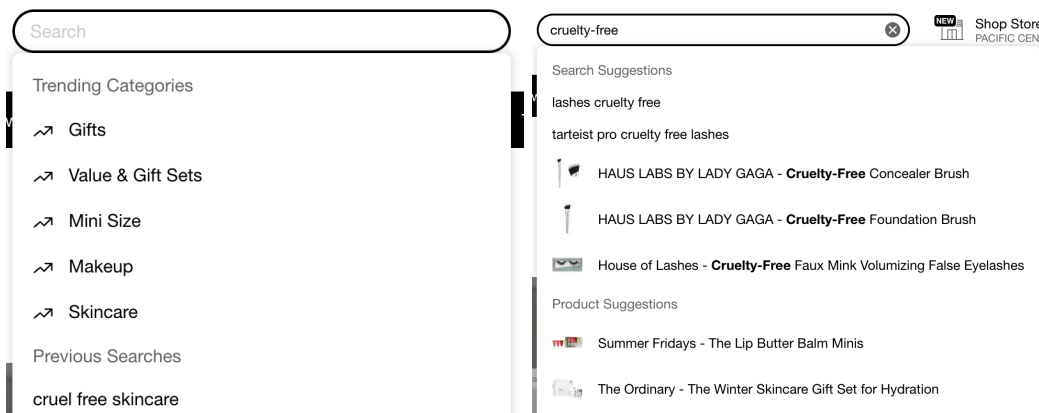 Search
Trending Categories
Gifts
Value & Gift Sets
Mini Size
Makeup
Skincare
Previous Searches
cruel free skincare
cruelty-free
NEW
Shop Store
PACIFIC CEN
Search Suggestions
lashes cruelty free
tarteist pro cruelty free lashes
HAUS LABS BY LADY GAGA - Cruelty-Free Concealer Brush
HAUS LABS BY LADY GAGA - Cruelty-Free Foundation Brush
House of Lashes - Cruelty-Free Faux Mink Volumizing False Eyelashes
Product Suggestions
Summer Fridays - The Lip Butter Balm Minis
The Ordinary - The Winter Skincare Gift Set for Hydration